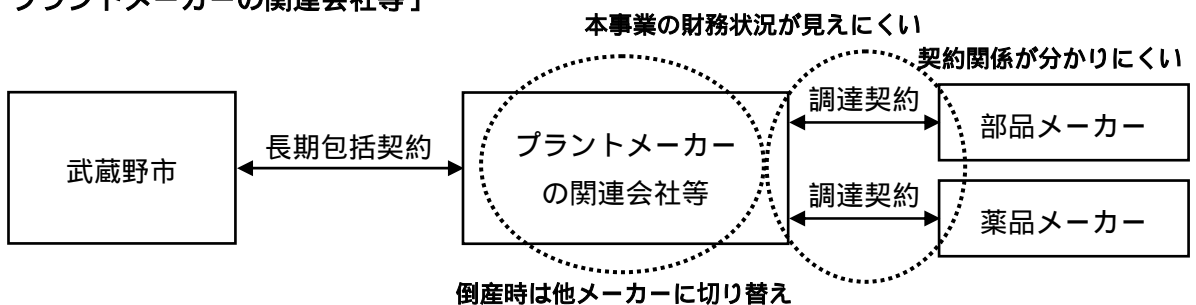 プラントメーカーの関連会社等」
本事業の財務状況が見えにくい
契約関係が分かりにくい
武蔵野市
長期包括契約
プラントメーカー
の関連会社等
調達契約
部品メーカー
調達契約
薬品メーカー
倒産時は他メーカーに切り替え